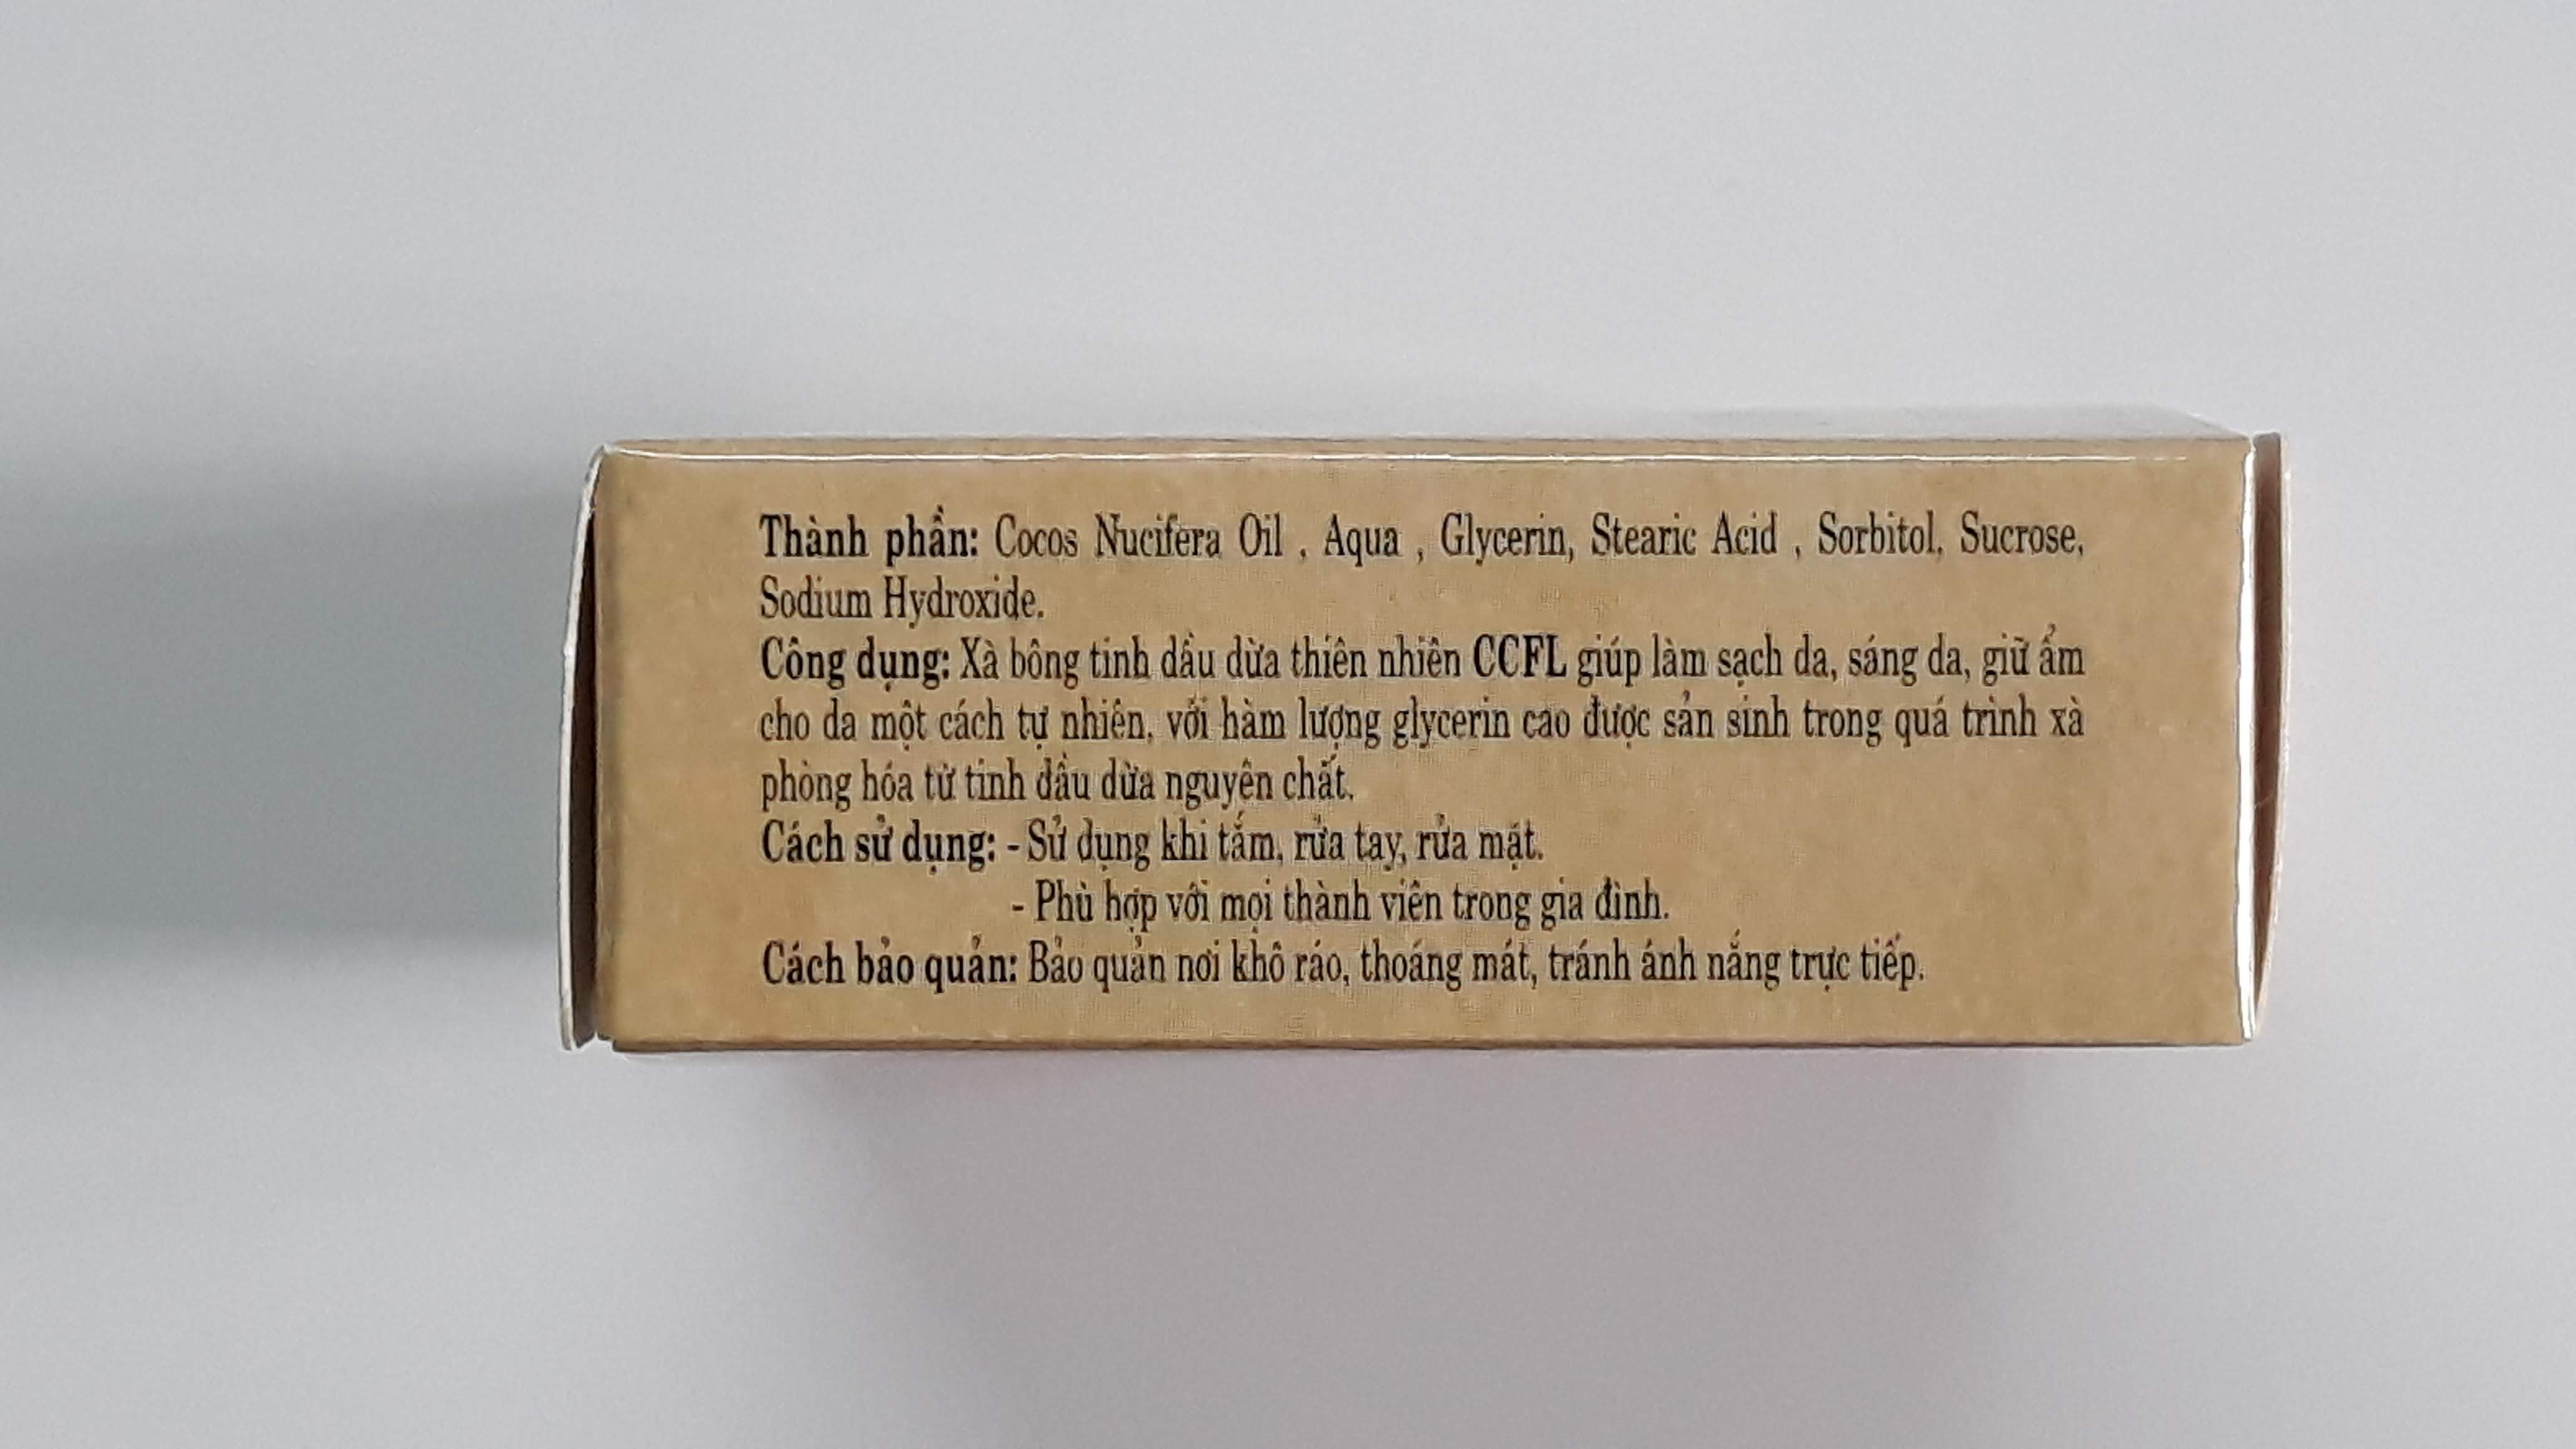 Thành phần: Cocos Nucifera Oil , Aqua , Glycerin, Stearic Acid , Sorbitol, Sucrose,
Sodium Hydroxide.
Công dụng: Xà bông tinh dầu dừa thiên nhiên CCFL giúp làm sạch da, sáng da, giữ ẩm
cho da một cách tự nhiên, với hàm lượng glycerin cao được sản sinh trong quá trình xà
phòng hóa từ tinh dầu dừa nguyên chất.
Cách sử dụng: - Sử dụng khi tắm, rửa tay, rửa mặt.
- Phù hợp với mọi thành viên trong gia đình.
Cách bảo quản: Bảo quản nơi khô ráo, thoáng mát, tránh ánh nắng trực tiếp.